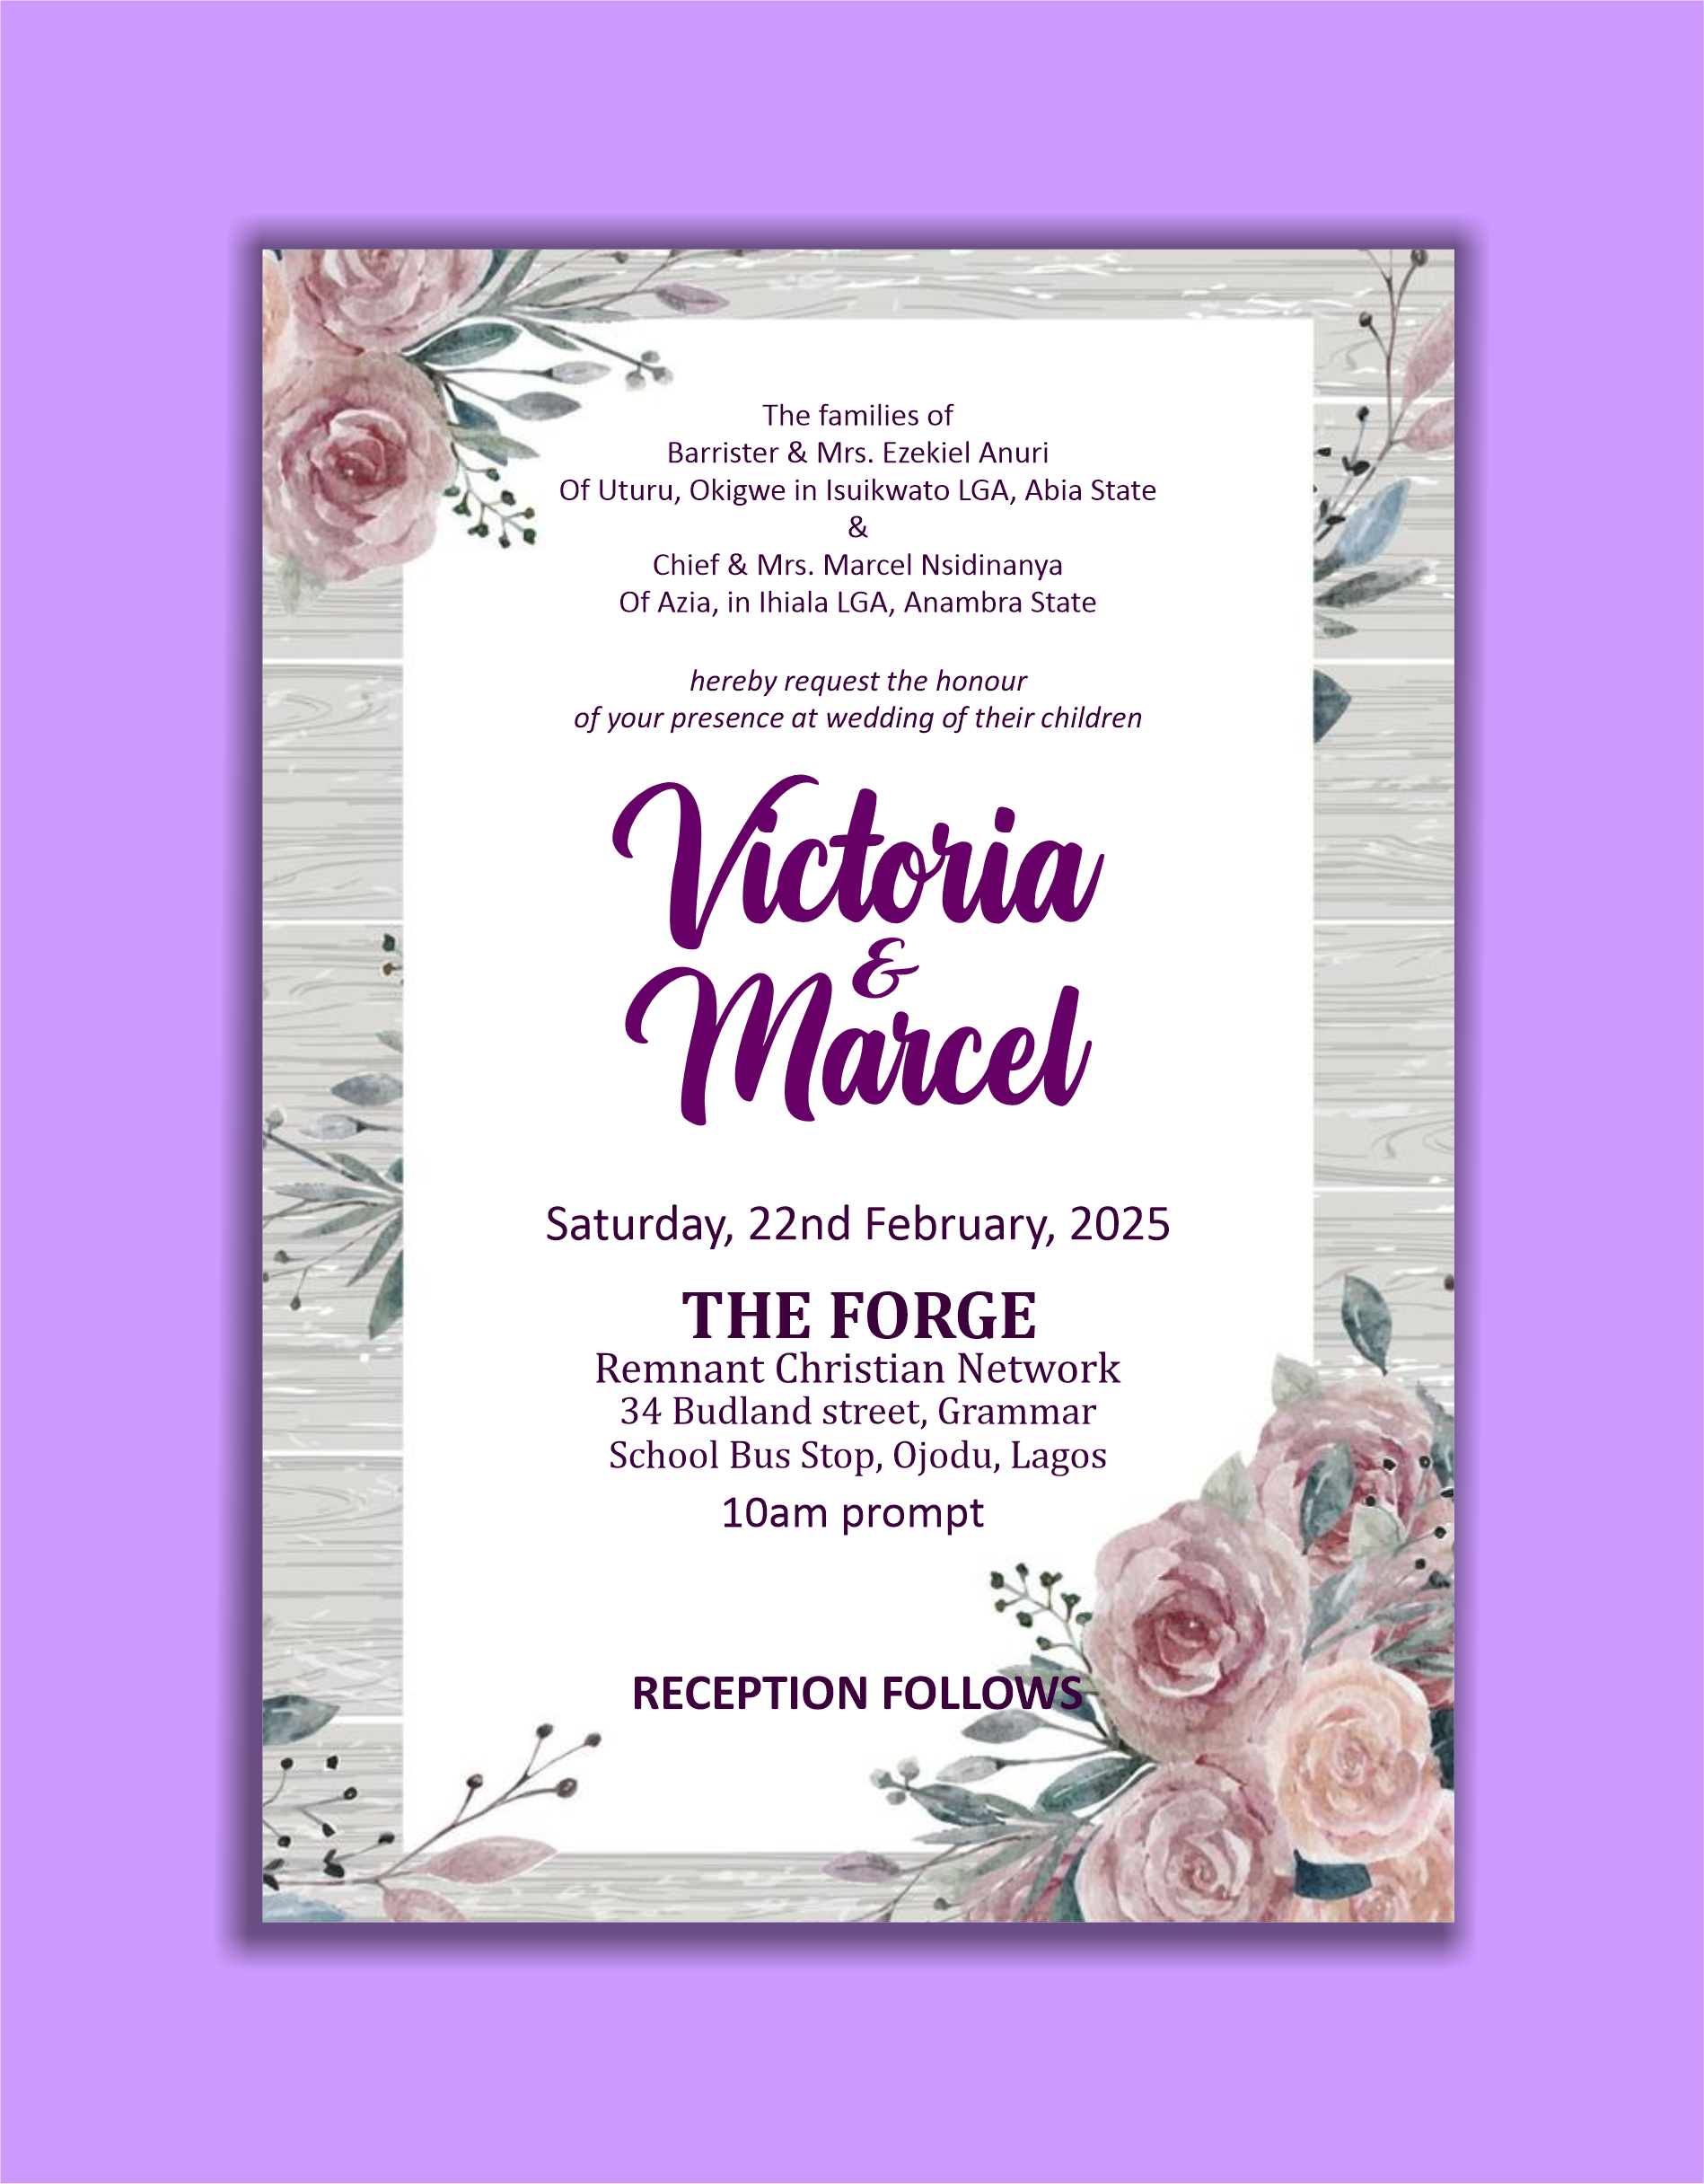 The families of
Barrister & Mrs. Ezekiel Anuri
Of Uturu, Okigwe in Isuikwato LGA, Abia State
&
Chief & Mrs. Marcel Nsidinanya
Of Azia, in Ihiala LGA, Anambra State
hereby request the honour
of your presence at wedding of their children
Victoria
&
Marcel
Saturday, 22nd February, 2025
THE FORGE
Remnant Christian Network
34 Budland street, Grammar
School Bus Stop, Ojodu, Lagos
10am prompt
RECEPTION FOLLOWS